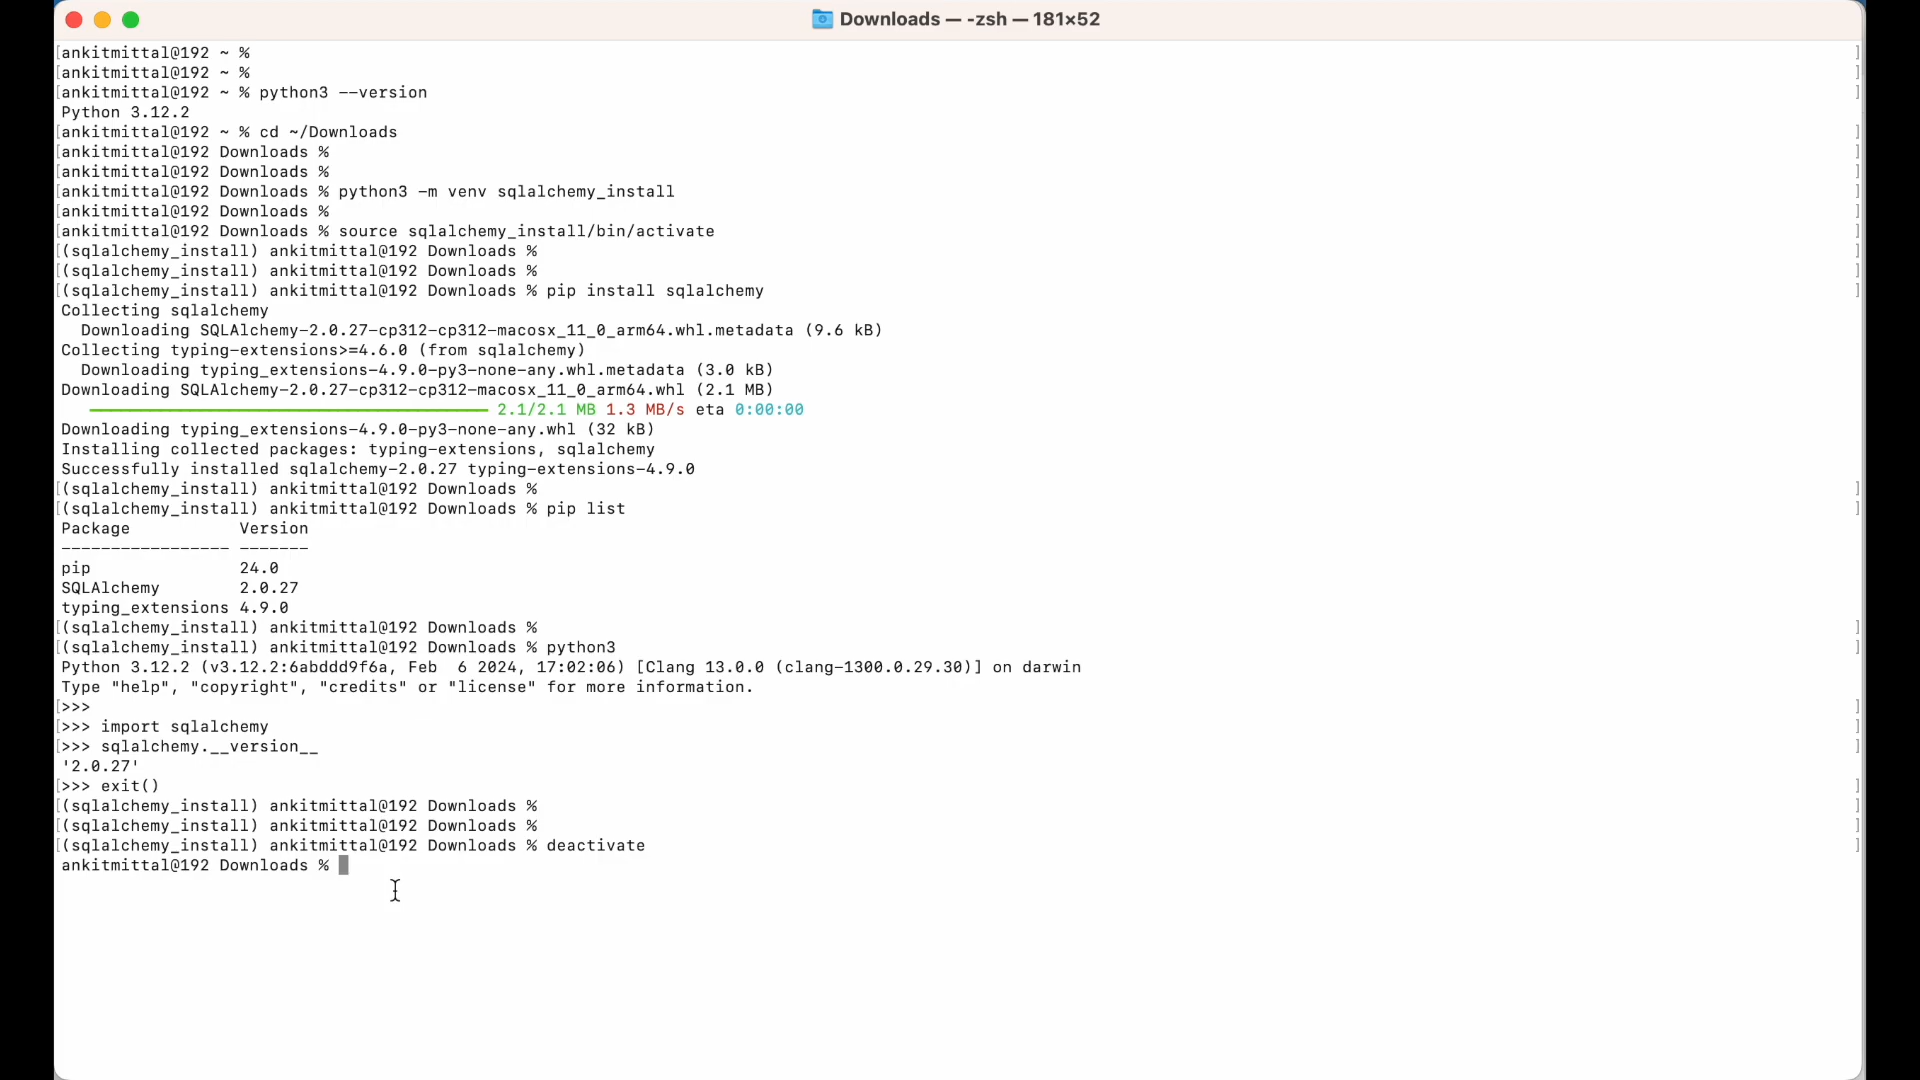 Downloads — -zsh — 181×52
[ankitmittal@192 ~ % ]
[ankitmittal@192 ~ % ]
[ankitmittal@192 ~ % python3 --version ]
Python 3.12.2
[ankitmittal@192 ~ % cd ~/Downloads ]
[ankitmittal@192 Downloads % ]
[ankitmittal@192 Downloads % ]
[ankitmittal@192 Downloads % python3 -m venv sqlalchemy_install ]
[ankitmittal@192 Downloads % ]
[ankitmittal@192 Downloads % source sqlalchemy_install/bin/activate ]
[(sqlalchemy_install) ankitmittal@192 Downloads % ]
[(sqlalchemy_install) ankitmittal@192 Downloads % ]
[(sqlalchemy_install) ankitmittal@192 Downloads % pip install sqlalchemy ]
Collecting sqlalchemy
  Downloading SQLAlchemy-2.0.27-cp312-cp312-macosx_11_0_arm64.whl.metadata (9.6 kB)
Collecting typing-extensions>=4.6.0 (from sqlalchemy)
  Downloading typing_extensions-4.9.0-py3-none-any.whl.metadata (3.0 kB)
Downloading SQLAlchemy-2.0.27-cp312-cp312-macosx_11_0_arm64.whl (2.1 MB)
2.1/2.1 MB 1.3 MB/s eta 0:00:00
Downloading typing_extensions-4.9.0-py3-none-any.whl (32 kB)
Installing collected packages: typing-extensions, sqlalchemy
Successfully installed sqlalchemy-2.0.27 typing-extensions-4.9.0
[(sqlalchemy_install) ankitmittal@192 Downloads % ]
[(sqlalchemy_install) ankitmittal@192 Downloads % pip list ]
Package           Version
----------------- -------
pip               24.0
SQLAlchemy        2.0.27
typing_extensions 4.9.0
[(sqlalchemy_install) ankitmittal@192 Downloads % ]
[(sqlalchemy_install) ankitmittal@192 Downloads % python3 ]
Python 3.12.2 (v3.12.2:6abddd9f6a, Feb  6 2024, 17:02:06) [Clang 13.0.0 (clang-1300.0.29.30)] on darwin
Type "help", "copyright", "credits" or "license" for more information.
[>>> ]
[>>> import sqlalchemy ]
[>>> sqlalchemy.__version__ ]
'2.0.27'
[>>> exit() ]
[(sqlalchemy_install) ankitmittal@192 Downloads % ]
[(sqlalchemy_install) ankitmittal@192 Downloads % ]
[(sqlalchemy_install) ankitmittal@192 Downloads % deactivate ]
ankitmittal@192 Downloads %